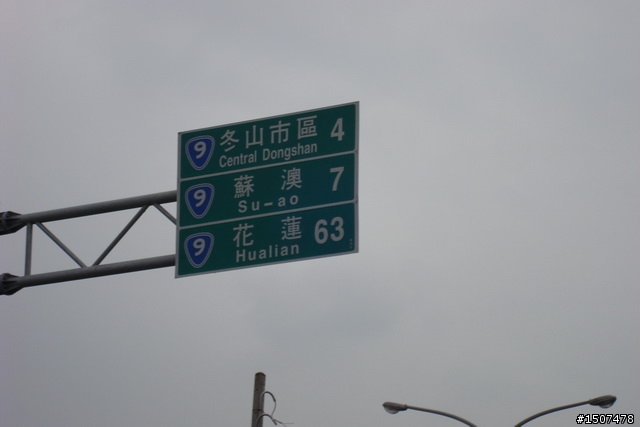 9 冬山市區 4
Central Dongshan
9 蘇澳 7
Su-ao
9 花蓮 63
Hualian
#1507478